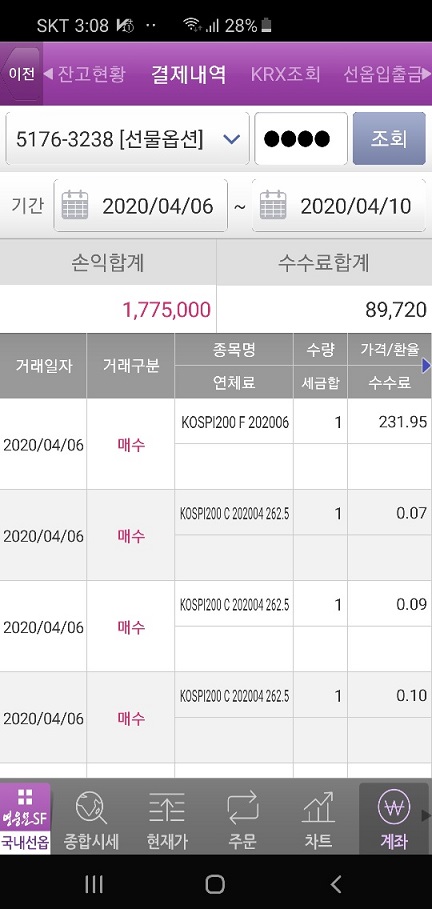 SKT 3:08 28%
이전 잔고현황 결제내역 KRX조회 선옵입출금
5176-3238 [선물옵션] ●●●● 조회
기간 2020/04/06 ~ 2020/04/10
손익합계 수수료합계
1,775,000 89,720
거래일자 거래구분 종목명 수량 가격/환율
연체료 세금합 수수료
2020/04/06 매수 KOSPI200 F 202006 1 231.95
2020/04/06 매수 KOSPI200 C 202004 262.5 1 0.07
2020/04/06 매수 KOSPI200 C 202004 262.5 1 0.09
2020/04/06 매수 KOSPI200 C 202004 262.5 1 0.10
영웅문SF
국내선옵 종합시세 현재가 주문 차트 계좌